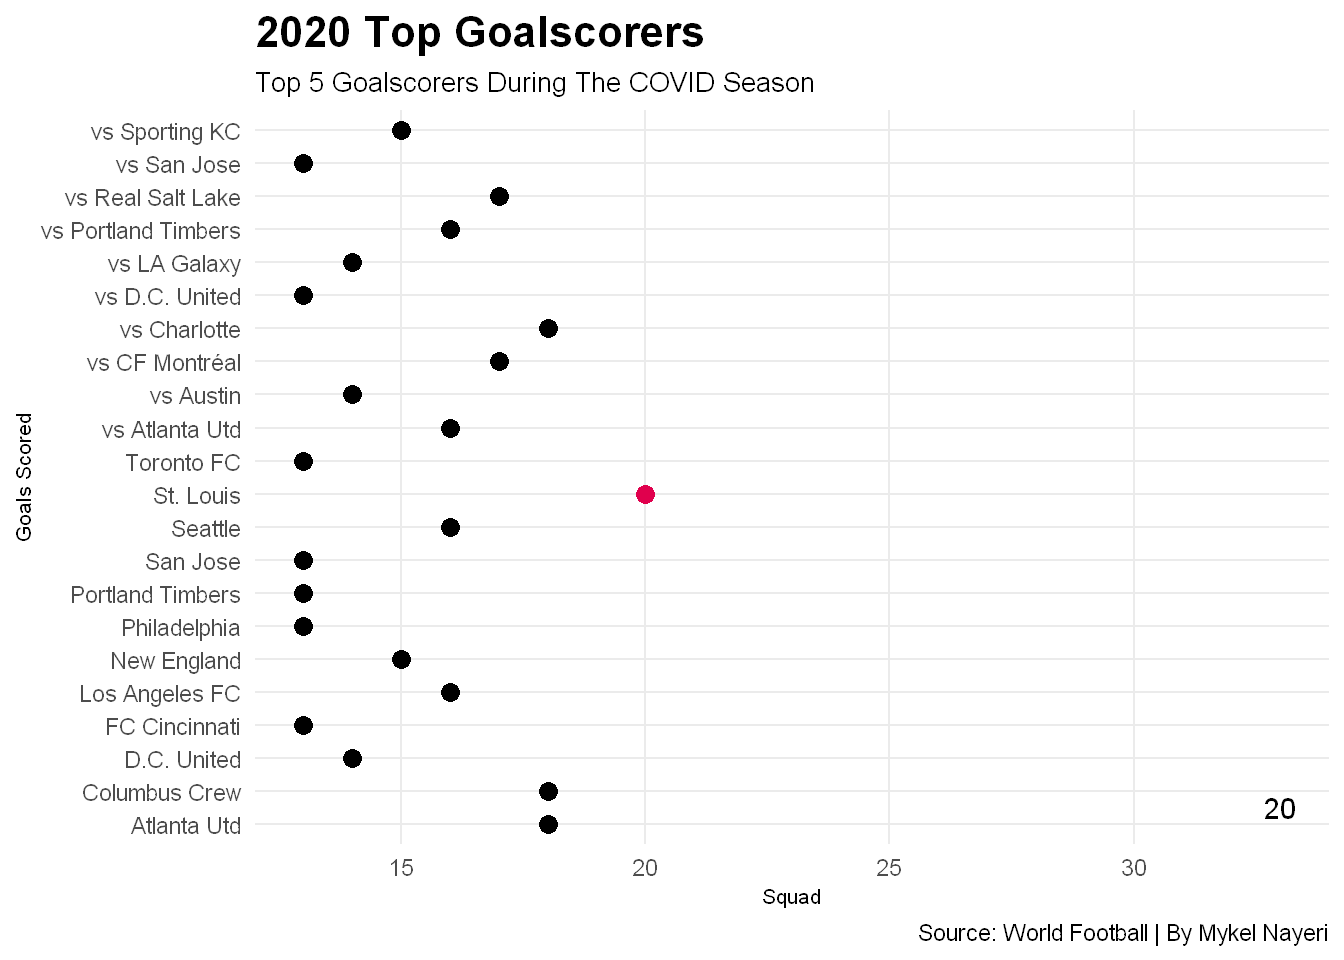 2020 Top Goalscorers
Top 5 Goalscorers During The COVID Season
vs Sporting KC
vs San Jose
vs Real Salt Lake
vs Portland Timbers
vs LA Galaxy
vs D.C. United
vs Charlotte
vs CF Montréal
vs Austin
vs Atlanta Utd
Toronto FC
St. Louis
Seattle
San Jose
Portland Timbers
Philadelphia
New England
Los Angeles FC
FC Cincinnati
D.C. United
Columbus Crew
Atlanta Utd
Goals Scored
20
15
20
25
30
Squad
Source: World Football | By Mykel Nayeri